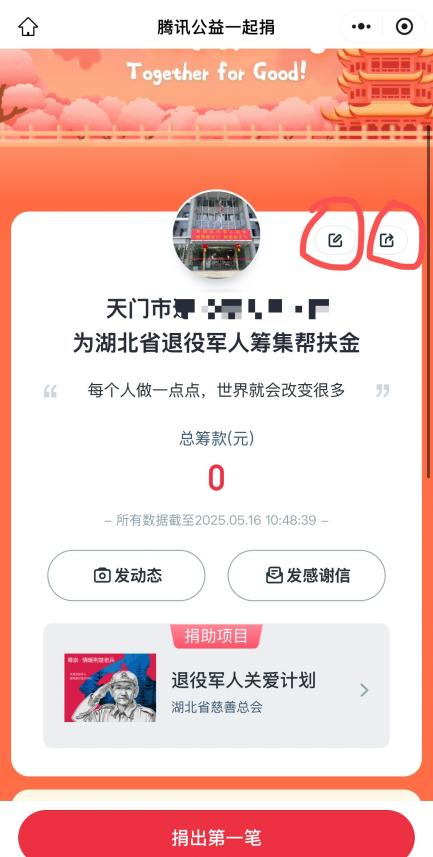 腾讯公益一起捐
Together for Good!
天门市
为湖北省退役军人筹集帮扶金
“ 每个人做一点点，世界就会改变很多 ”
总筹款(元)
0
– 所有数据截至2025.05.16 10:48:39 –
发动态
发感谢信
捐助项目
退役军人关爱计划
湖北省慈善总会
捐出第一笔